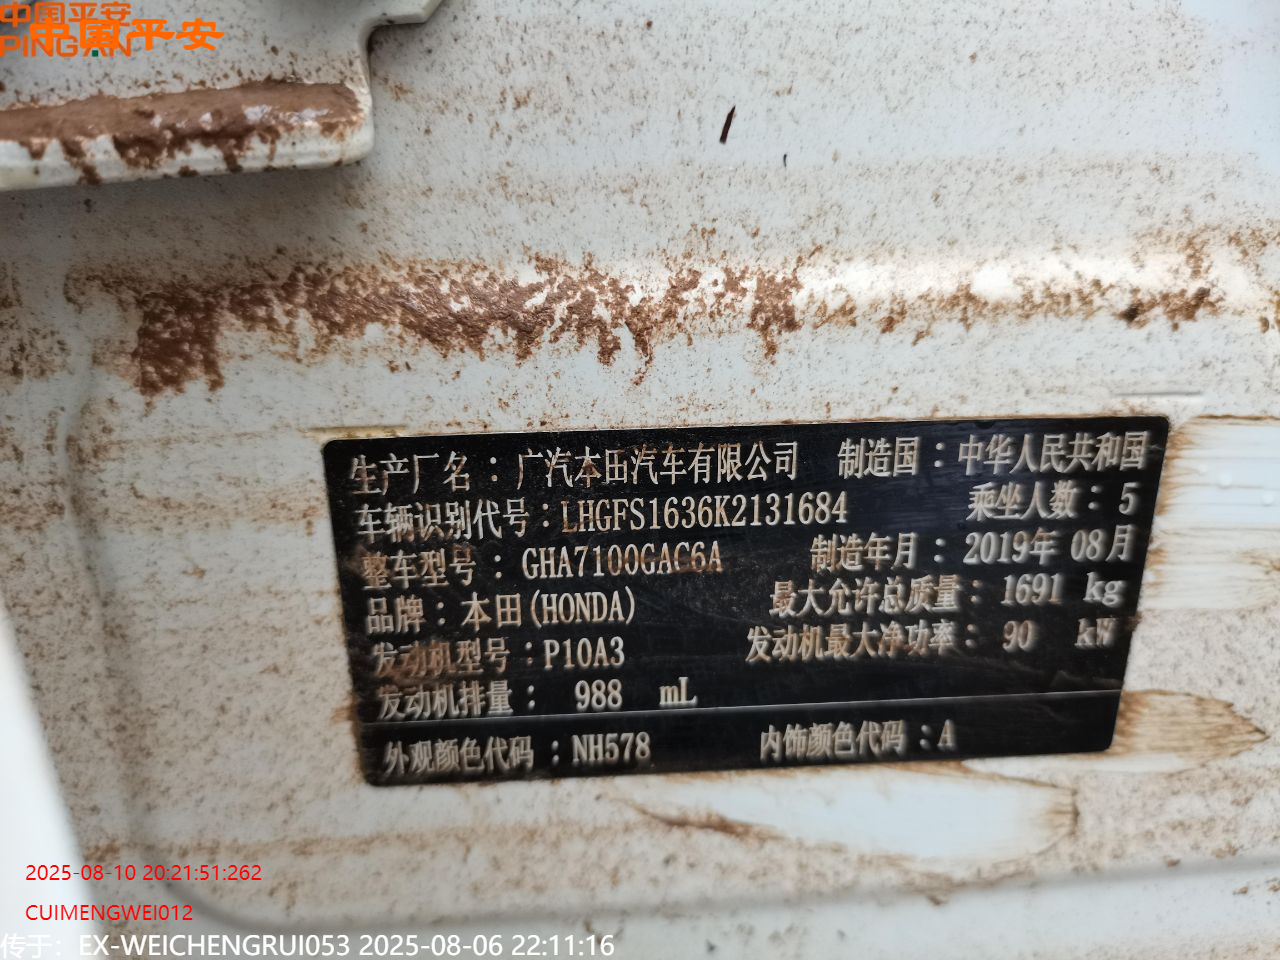 中国平安
PING AN
中国平安
生产厂名：广汽本田汽车有限公司 制造国：中华人民共和国
车辆识别代号：LHGFS1636K2131684 乘坐人数：5
整车型号：GHA7100GAC6A 制造年月：2019年 08月
品牌：本田(HONDA) 最大允许总质量：1691 kg
发动机型号：P10A3 发动机最大净功率：90 kW
发动机排量：988 mL
外观颜色代码：NH578 内饰颜色代码：A
2025-08-10 20:21:51:262
CUIMENGWEI012
传于：EX-WEICHENGRUI053 2025-08-06 22:11:16